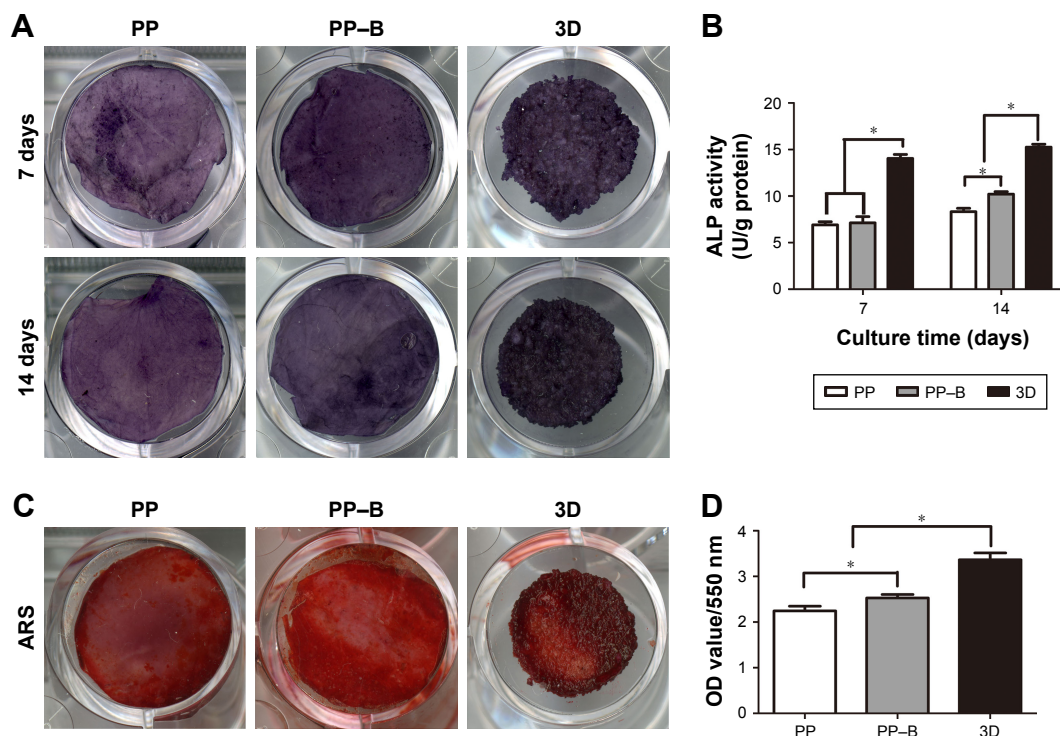 A
PP
PP–B
3D
7 days
14 days
B
20
15
10
5
0
ALP activity
(U/g protein)
*
*
*
7
14
Culture time (days)
PP
PP–B
3D
C
PP
PP–B
3D
ARS
D
4
3
2
1
0
OD value/550 nm
*
*
PP
PP–B
3D